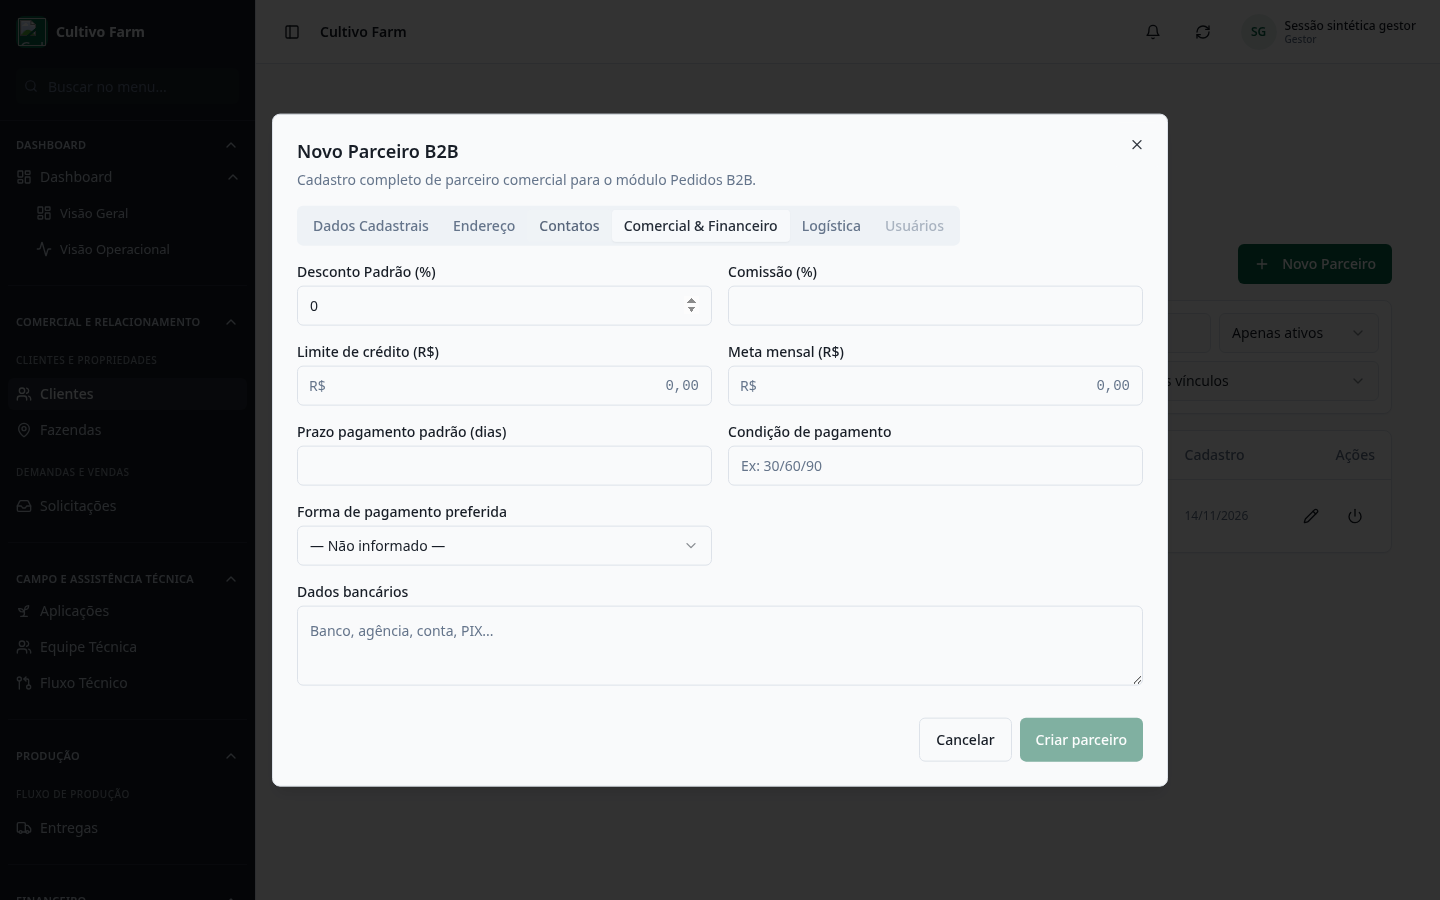 Cultivo Farm
Buscar no menu...
DASHBOARD
Dashboard
Visão Geral
Visão Operacional
COMERCIAL E RELACIONAMENTO
CLIENTES E PROPRIEDADES
Clientes
Fazendas
DEMANDAS E VENDAS
Solicitações
CAMPO E ASSISTÊNCIA TÉCNICA
Aplicações
Equipe Técnica
Fluxo Técnico
PRODUÇÃO
FLUXO DE PRODUÇÃO
Entregas
Cultivo Farm
SG
Sessão sintética gestor
Gestor
Novo Parceiro
Apenas ativos
vínculos
Cadastro
Ações
14/11/2026
Novo Parceiro B2B
Cadastro completo de parceiro comercial para o módulo Pedidos B2B.
Dados Cadastrais
Endereço
Contatos
Comercial & Financeiro
Logística
Usuários
Desconto Padrão (%)
0
Comissão (%)
Limite de crédito (R$)
R$ 0,00
Meta mensal (R$)
R$ 0,00
Prazo pagamento padrão (dias)
Condição de pagamento
Ex: 30/60/90
Forma de pagamento preferida
— Não informado —
Dados bancários
Banco, agência, conta, PIX...
Cancelar
Criar parceiro